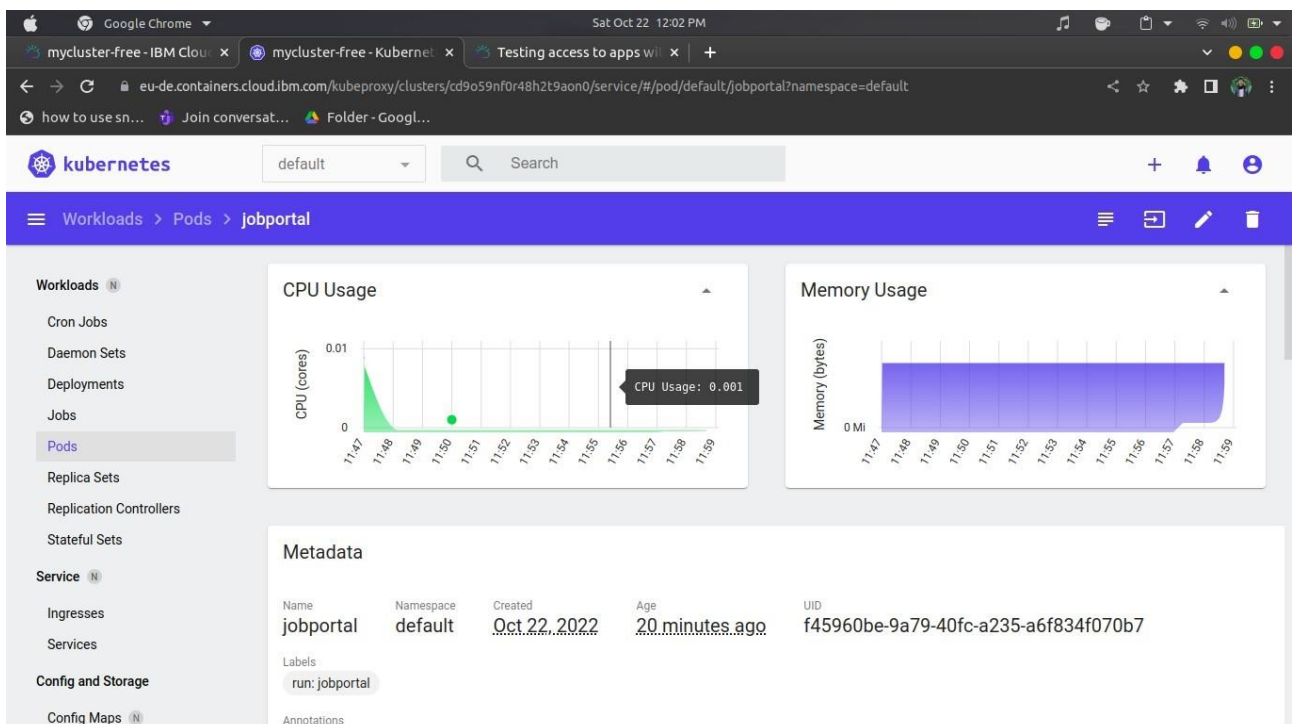 Google Chrome
Sat Oct 22 12:02 PM
mycluster-free - IBM Clou
mycluster-free - Kubernet
Testing access to apps wi
eu-de.containers.cloud.ibm.com/kubeproxy/clusters/cd9o59nf0r48h2t9aon0/service/#/pod/default/jobportal?namespace=default
how to use sn...
Join conversat...
Folder - Googl...
kubernetes
default
Search
Workloads > Pods > jobportal
Workloads N
Cron Jobs
Daemon Sets
Deployments
Jobs
Pods
Replica Sets
Replication Controllers
Stateful Sets
Service N
Ingresses
Services
Config and Storage
Config Maps N
CPU Usage
CPU (cores)
0.01
0
CPU Usage: 0.001
11:47 11:48 11:49 11:50 11:51 11:52 11:53 11:54 11:55 11:56 11:57 11:58 11:59
Memory Usage
Memory (bytes)
0 Mi
11:47 11:48 11:49 11:50 11:51 11:52 11:53 11:54 11:55 11:56 11:57 11:58 11:59
Metadata
Name Namespace Created Age UID
jobportal default Oct 22, 2022 20 minutes ago f45960be-9a79-40fc-a235-a6f834f070b7
Labels
run: jobportal
Annotations